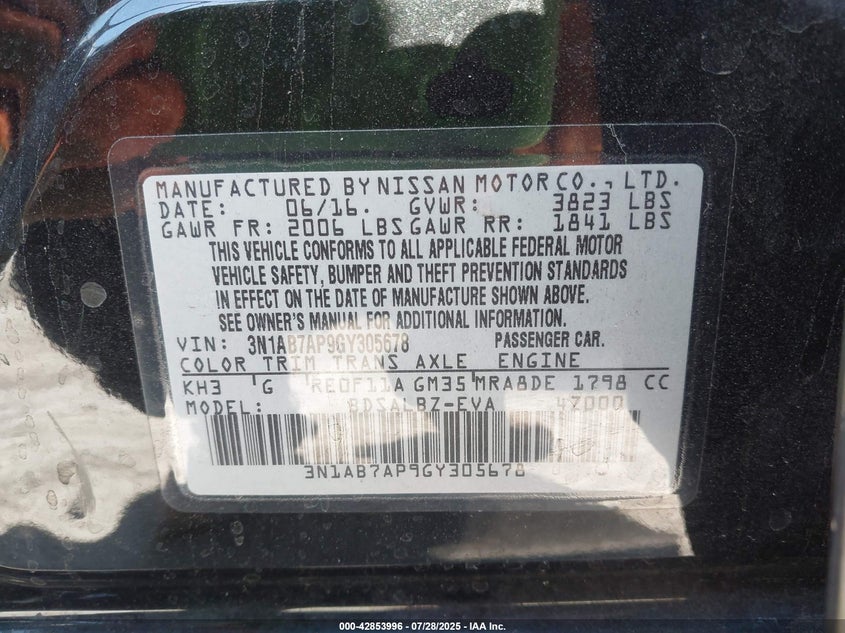 MANUFACTURED BY NISSAN MOTOR CO., LTD.
DATE: 06/16. GVWR: 3823 LBS
GAWR FR: 2006 LBS GAWR RR: 1841 LBS
THIS VEHICLE CONFORMS TO ALL APPLICABLE FEDERAL MOTOR
VEHICLE SAFETY, BUMPER AND THEFT PREVENTION STANDARDS
IN EFFECT ON THE DATE OF MANUFACTURE SHOWN ABOVE.
SEE OWNER'S MANUAL FOR ADDITIONAL INFORMATION.
VIN: 3N1AB7AP9GY305678 PASSENGER CAR.
COLOR TRIM TRANS AXLE ENGINE
KH3 G RE0F11A GM35 MRA8DE 1798 CC
MODEL: BDSALBZ-EVA 47000
3N1AB7AP9GY305678
000-42853996 - 07/28/2025 - IAA Inc.